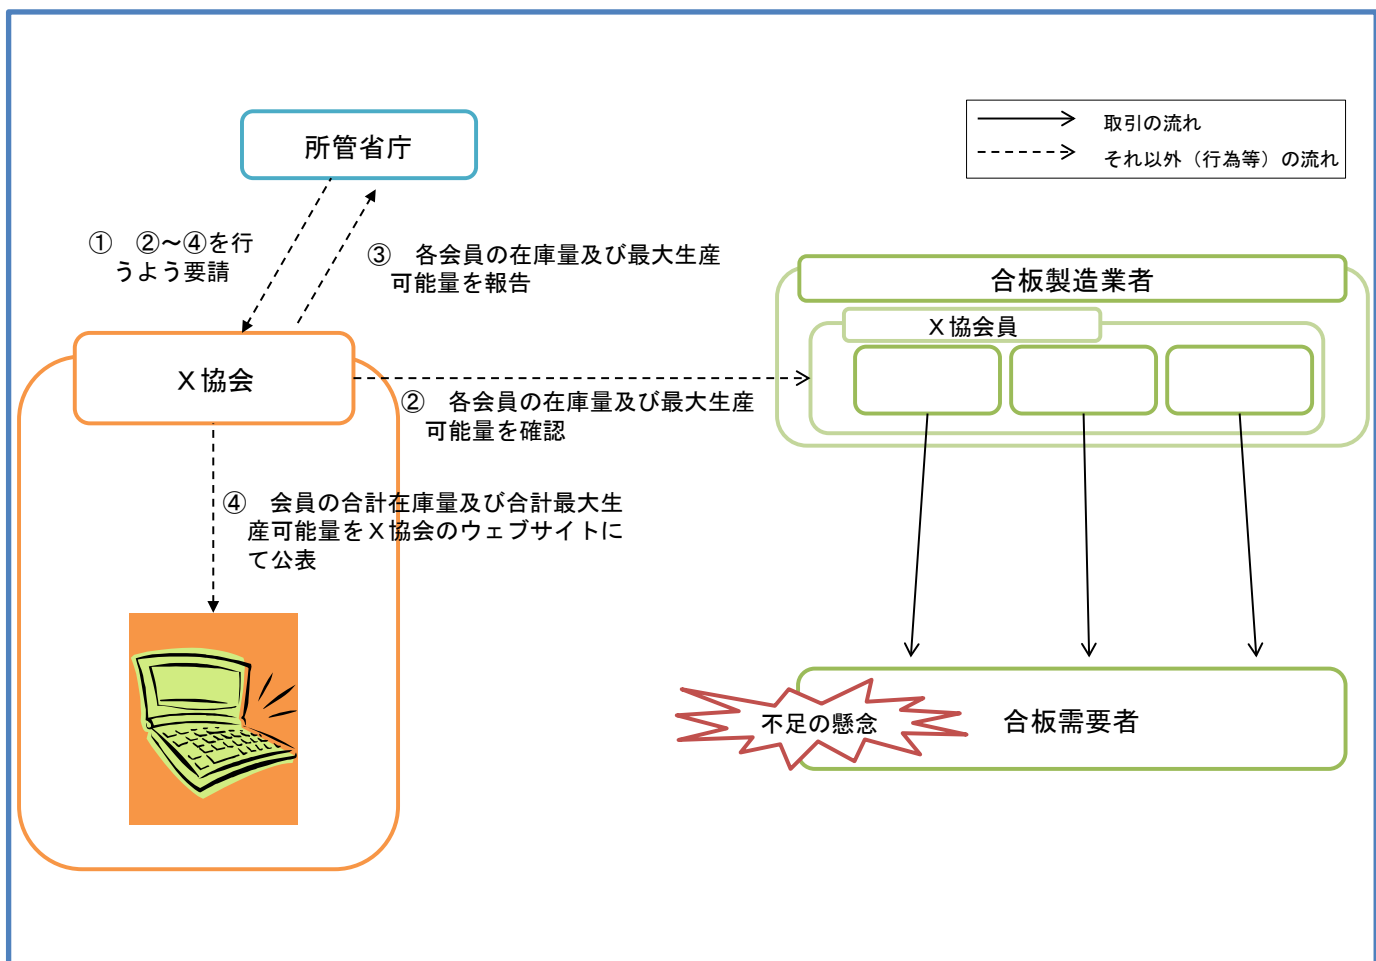 所管省庁
取引の流れ
それ以外（行為等）の流れ
①　②～④を行
うよう要請
③　各会員の在庫量及び最大生産
可能量を報告
合板製造業者
Ｘ協会員
Ｘ協会
②　各会員の在庫量及び最大生産
可能量を確認
④　会員の合計在庫量及び合計最大生
産可能量をＸ協会のウェブサイトに
て公表
不足の懸念
合板需要者